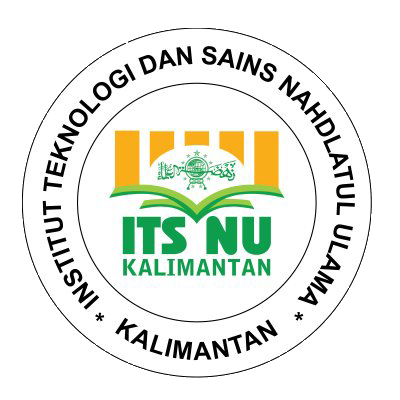 INSTITUT TEKNOLOGI DAN SAINS NAHDLATUL ULAMA
* KALIMANTAN *
ITS NU
KALIMANTAN